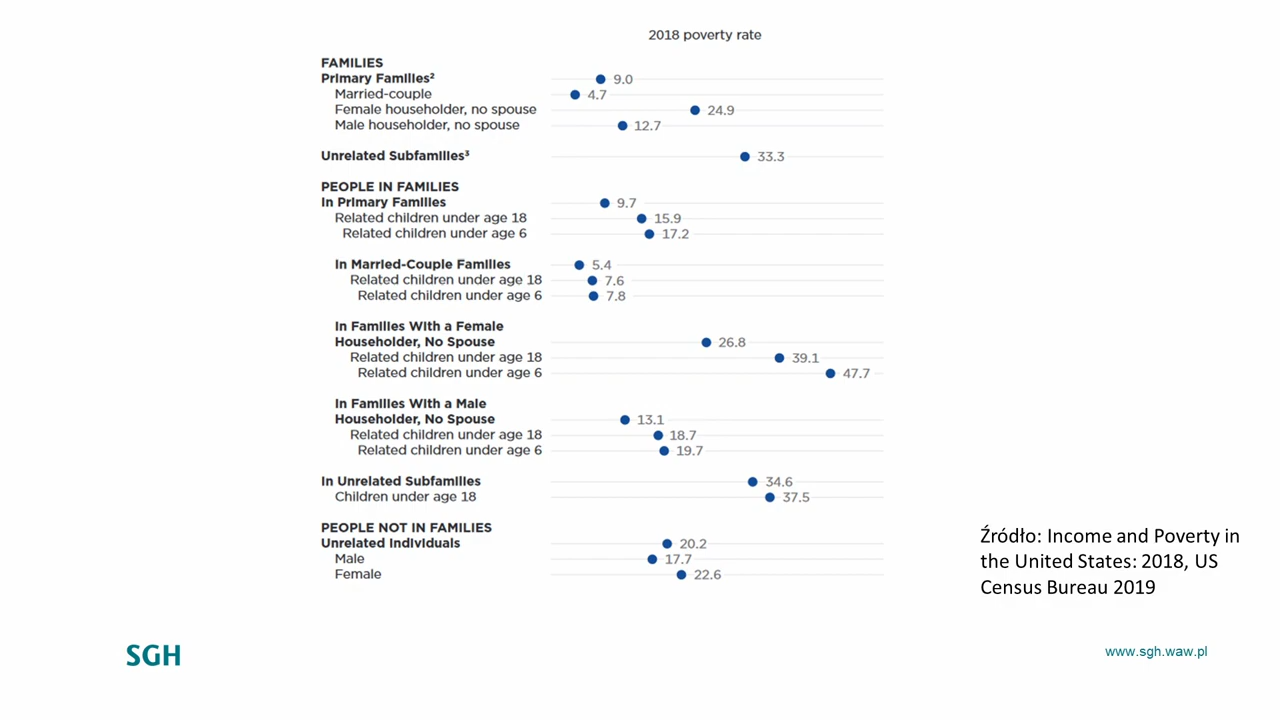 2018 poverty rate
FAMILIES
Primary Families²
9.0
Married-couple
4.7
Female householder, no spouse
24.9
Male householder, no spouse
12.7
Unrelated Subfamilies³
33.3
PEOPLE IN FAMILIES
In Primary Families
9.7
Related children under age 18
15.9
Related children under age 6
17.2
In Married-Couple Families
5.4
Related children under age 18
7.6
Related children under age 6
7.8
In Families With a Female
Householder, No Spouse
26.8
Related children under age 18
39.1
Related children under age 6
47.7
In Families With a Male
Householder, No Spouse
13.1
Related children under age 18
18.7
Related children under age 6
19.7
In Unrelated Subfamilies
34.6
Children under age 18
37.5
PEOPLE NOT IN FAMILIES
Unrelated Individuals
20.2
Male
17.7
Female
22.6
Źródło: Income and Poverty in
the United States: 2018, US
Census Bureau 2019
SGH
www.sgh.waw.pl